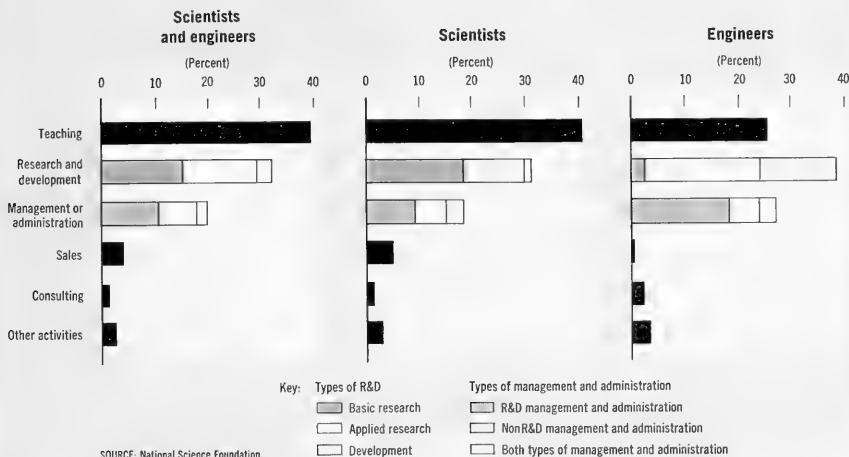 Scientists
and engineers
(Percent)
0 10 20 30 40
Scientists
(Percent)
0 10 20 30 40
Engineers
(Percent)
0 10 20 30 40
Teaching
Research and
development
Management or
administration
Sales
Consulting
Other activities
Key: Types of R&D
Basic research
Applied research
Development
Types of management and administration
R&D management and administration
NonR&D management and administration
Both types of management and administration
SOURCE: National Science Foundation.